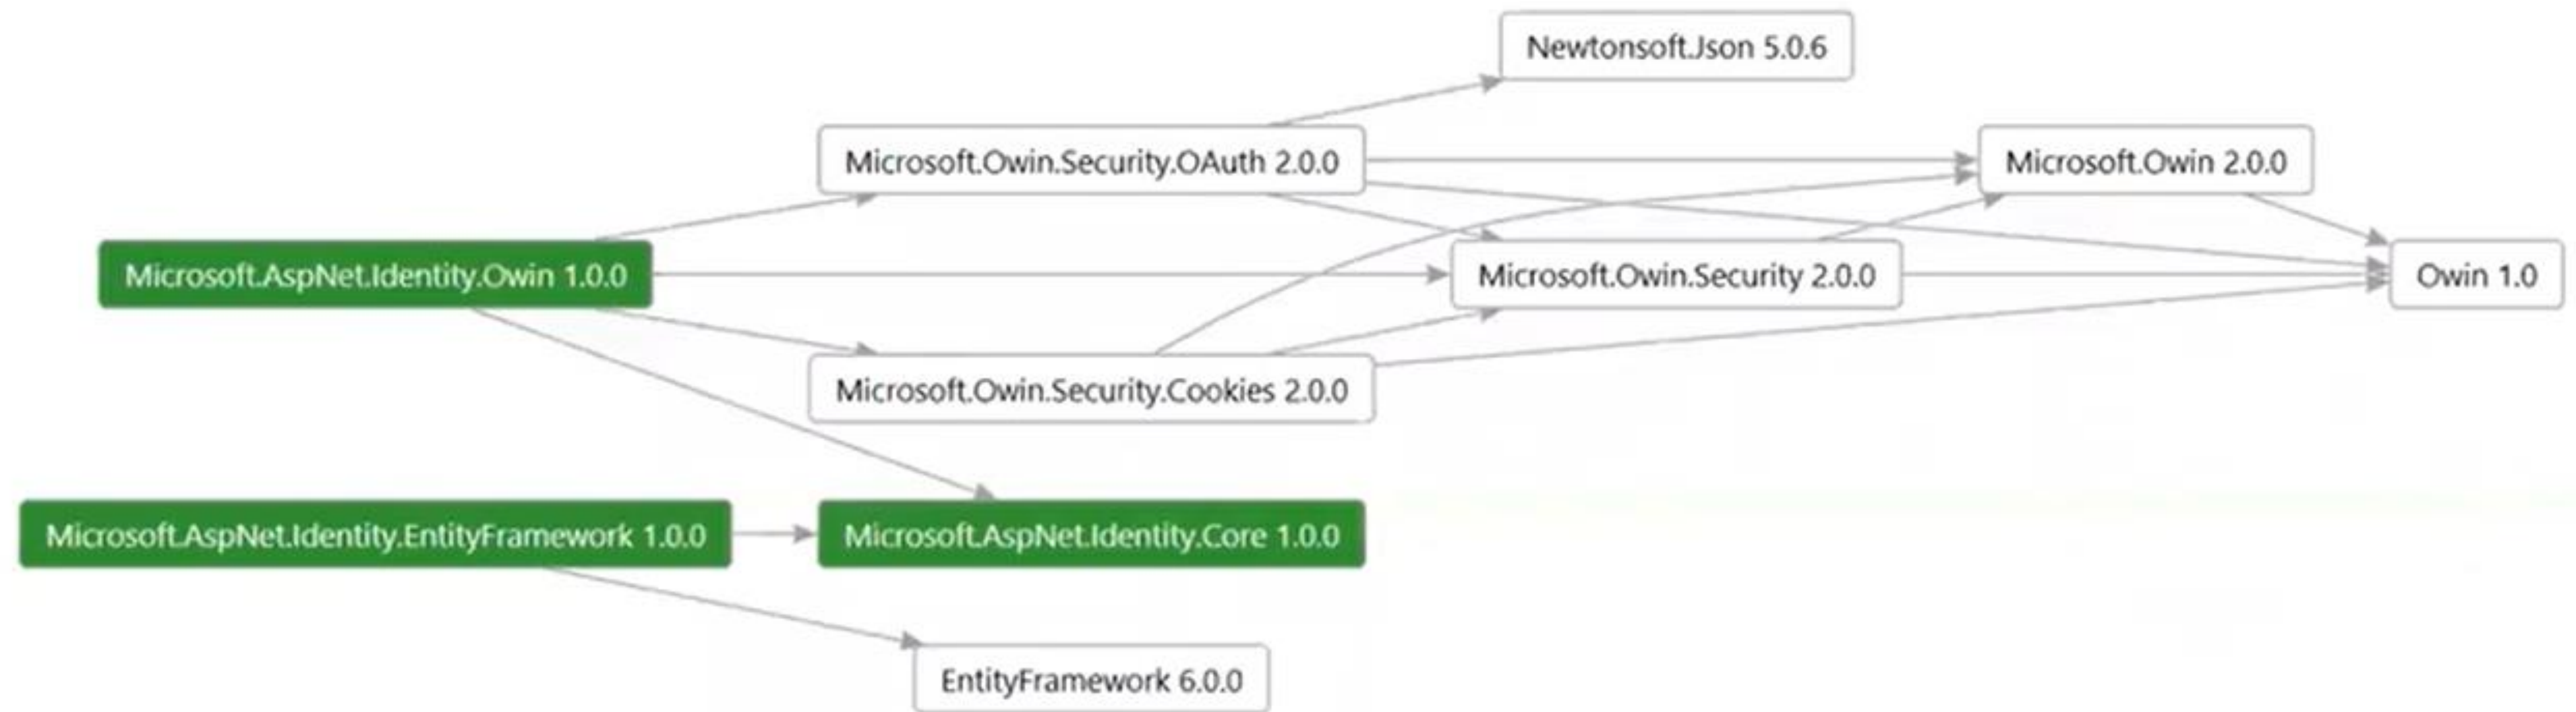 Newtonsoft.Json 5.0.6
Microsoft.Owin.Security.OAuth 2.0.0
Microsoft.Owin 2.0.0
Microsoft.AspNet.Identity.Owin 1.0.0
Microsoft.Owin.Security 2.0.0
Owin 1.0
Microsoft.Owin.Security.Cookies 2.0.0
Microsoft.AspNet.Identity.EntityFramework 1.0.0
Microsoft.AspNet.Identity.Core 1.0.0
EntityFramework 6.0.0